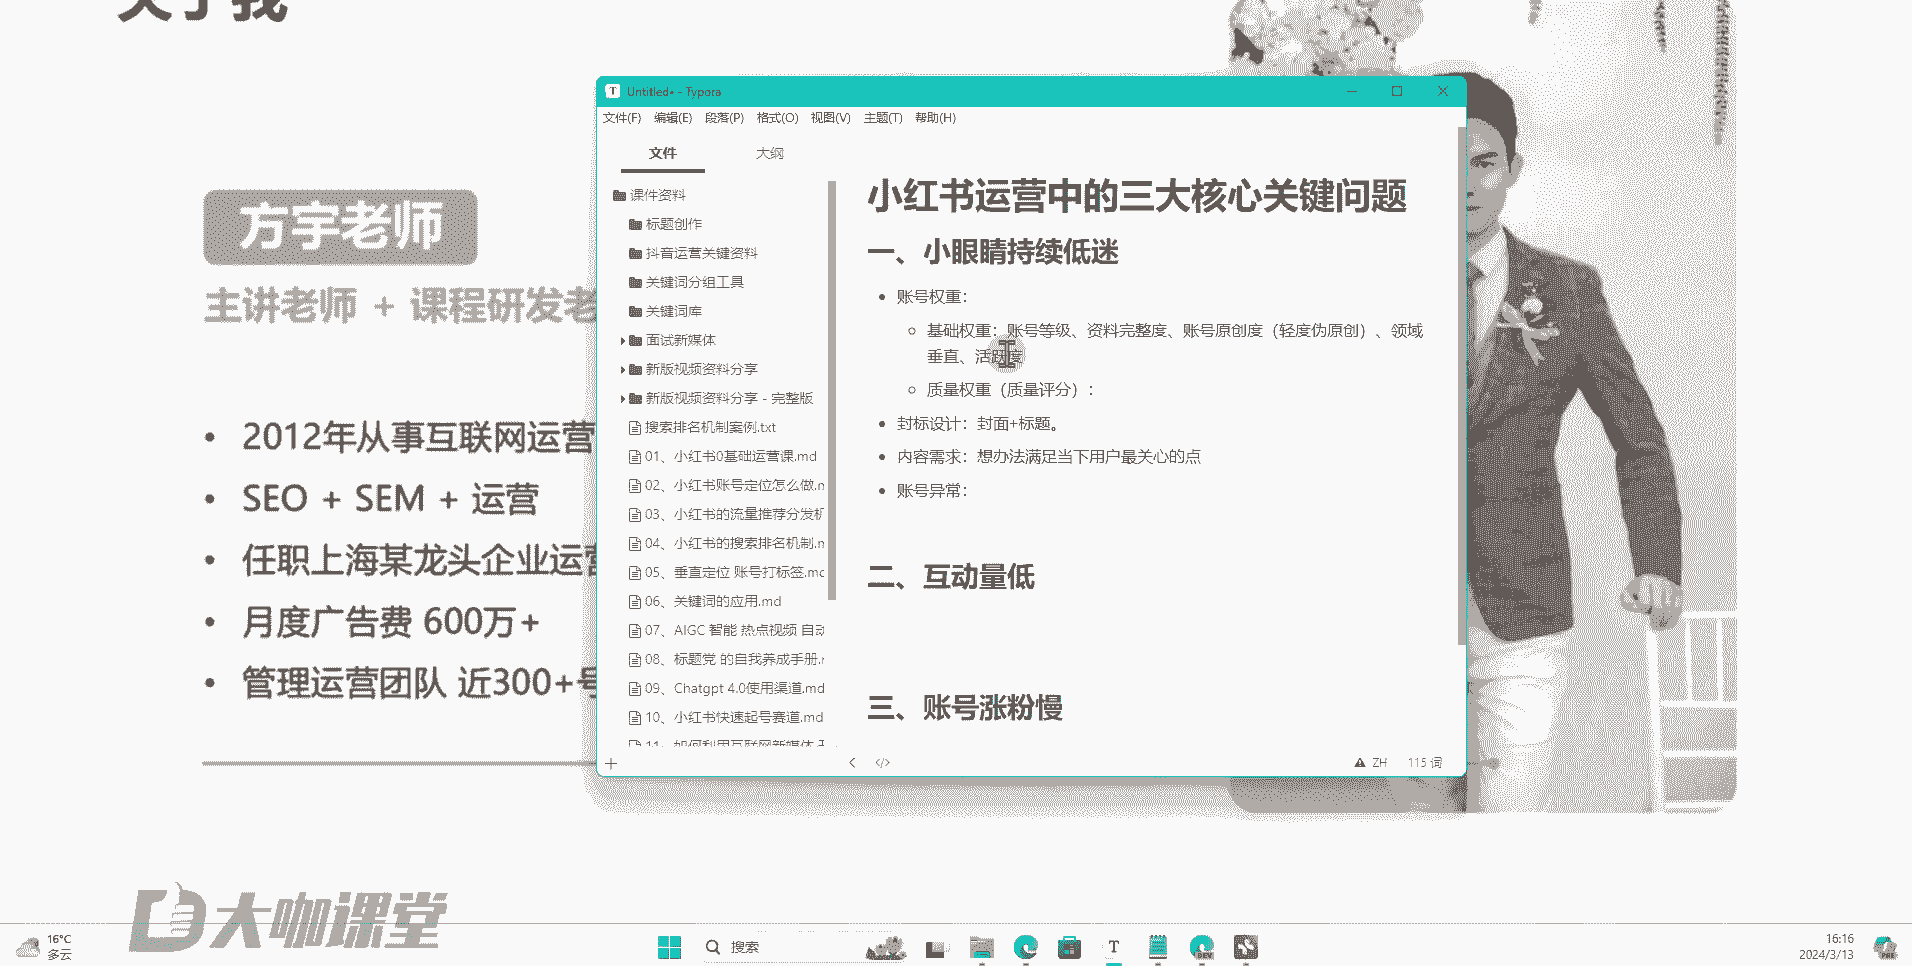 关于我
方宇老师
主讲老师 + 课程研发老
• 2012年从事互联网运营
• SEO + SEM + 运营
• 任职上海某龙头企业运营
• 月度广告费 600万+
• 管理运营团队 近300+号
大咖课堂
Untitled• - Typora
文件(F) 编辑(E) 段落(P) 格式(O) 视图(V) 主题(T) 帮助(H)
文件 大纲
课件资料
标题创作
抖音运营关键资料
关键词分组工具
关键词库
面试新媒体
新版视频资料分享
新版视频资料分享 - 完整版
搜索排名机制案例.txt
01、小红书0基础运营课.md
02、小红书账号定位怎么做.m
03、小红书的流量推荐分发机
04、小红书的搜索排名机制.m
05、垂直定位 账号打标签.mc
06、关键词的应用.md
07、AIGC 智能 热点视频 自动
08、标题党 的自我养成手册.r
09、Chatgpt 4.0使用渠道.md
10、小红书快速起号赛道.md
11、如何利用互联网新媒体
小红书运营中的三大核心关键问题
一、小眼睛持续低迷
• 账号权重：
基础权重：账号等级、资料完整度、账号原创度（轻度伪原创）、领域
垂直、活跃度
质量权重（质量评分）：
• 封标设计：封面+标题。
• 内容需求：想办法满足当下用户最关心的点
• 账号异常：
二、互动量低
三、账号涨粉慢
ZH 115 词
16°C
多云
搜索
T
DEV
16:16
2024/3/13
PRE